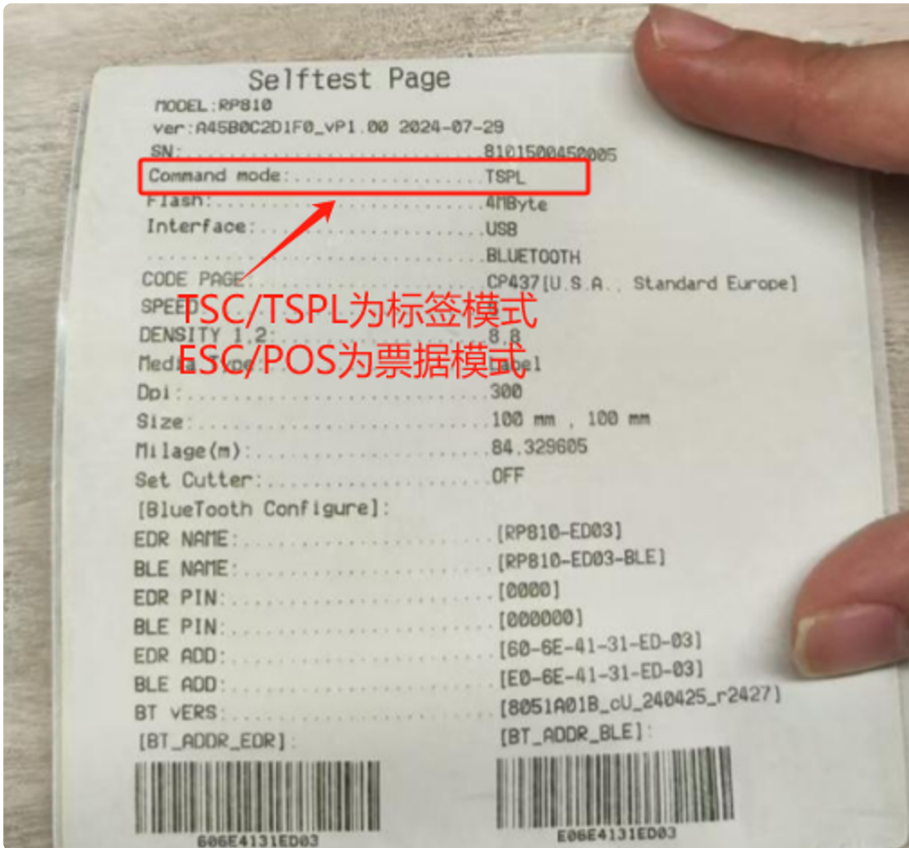 Selftest Page
MODEL:RP810
ver:A45B0C2D1F0_vP1.00 2024-07-29
SN:..................8101500450005
Command mode:..................TSPL
Flash:..................4MByte
Interface:..................USB
..................BLUETOOTH
CODE PAGE:..................CP437[U.S.A., Standard Europe]
SPEED
TSC/TSPL为标签模式
DENSITY 1,2:..................8,8
ESC/POS为票据模式
Media Type:..................Label
Dpi:..................300
Size:..................100 mm , 100 mm
Milage(m):..................84.329605
Set Cutter:..................OFF
[BlueTooth Configure]:
EDR NAME:..................[RP810-ED03]
BLE NAME:..................[RP810-ED03-BLE]
EDR PIN:..................[0000]
BLE PIN:..................[000000]
EDR ADD:..................[60-6E-41-31-ED-03]
BLE ADD:..................[E0-6E-41-31-ED-03]
BT VERS:..................[8051A01B_cU_240425_r2427]
[BT_ADDR_EDR]: [BT_ADDR_BLE]:
606E4131ED03 E06E4131ED03